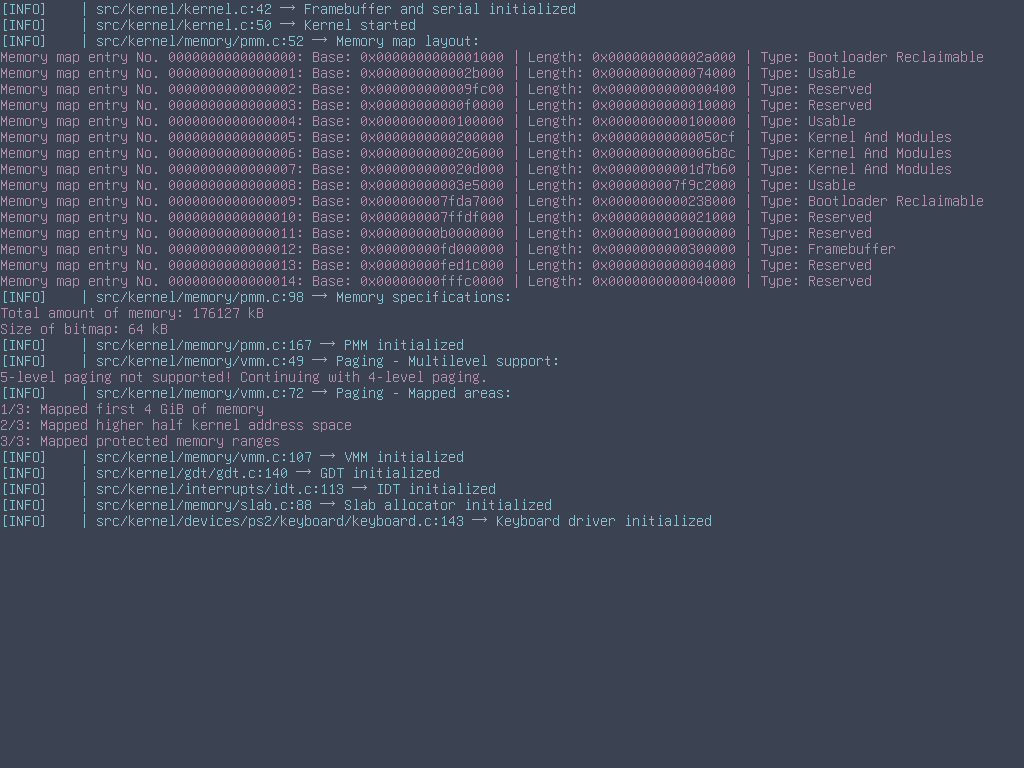 [INFO]    | src/kernel/kernel.c:42 → Framebuffer and serial initialized
[INFO]    | src/kernel/kernel.c:50 → Kernel started
[INFO]    | src/kernel/memory/pmm.c:52 → Memory map layout:
Memory map entry No. 0000000000000000: Base: 0x0000000000001000 | Length: 0x000000000002a000 | Type: Bootloader Reclaimable
Memory map entry No. 0000000000000001: Base: 0x000000000002b000 | Length: 0x0000000000074000 | Type: Usable
Memory map entry No. 0000000000000002: Base: 0x000000000009fc00 | Length: 0x0000000000000400 | Type: Reserved
Memory map entry No. 0000000000000003: Base: 0x00000000000f0000 | Length: 0x0000000000010000 | Type: Reserved
Memory map entry No. 0000000000000004: Base: 0x0000000000100000 | Length: 0x0000000000100000 | Type: Usable
Memory map entry No. 0000000000000005: Base: 0x0000000000200000 | Length: 0x00000000000050cf | Type: Kernel And Modules
Memory map entry No. 0000000000000006: Base: 0x0000000000206000 | Length: 0x0000000000006b8c | Type: Kernel And Modules
Memory map entry No. 0000000000000007: Base: 0x000000000020d000 | Length: 0x00000000001d7b60 | Type: Kernel And Modules
Memory map entry No. 0000000000000008: Base: 0x00000000003e5000 | Length: 0x000000007f9c2000 | Type: Usable
Memory map entry No. 0000000000000009: Base: 0x000000007fda7000 | Length: 0x0000000000238000 | Type: Bootloader Reclaimable
Memory map entry No. 0000000000000010: Base: 0x000000007ffdf000 | Length: 0x0000000000021000 | Type: Reserved
Memory map entry No. 0000000000000011: Base: 0x00000000b0000000 | Length: 0x0000000010000000 | Type: Reserved
Memory map entry No. 0000000000000012: Base: 0x00000000fd000000 | Length: 0x0000000000300000 | Type: Framebuffer
Memory map entry No. 0000000000000013: Base: 0x00000000fed1c000 | Length: 0x0000000000004000 | Type: Reserved
Memory map entry No. 0000000000000014: Base: 0x00000000fffc0000 | Length: 0x0000000000040000 | Type: Reserved
[INFO]    | src/kernel/memory/pmm.c:98 → Memory specifications:
Total amount of memory: 176127 kB
Size of bitmap: 64 kB
[INFO]    | src/kernel/memory/pmm.c:167 → PMM initialized
[INFO]    | src/kernel/memory/vmm.c:49 → Paging - Multilevel support:
5-level paging not supported! Continuing with 4-level paging.
[INFO]    | src/kernel/memory/vmm.c:72 → Paging - Mapped areas:
1/3: Mapped first 4 GiB of memory
2/3: Mapped higher half kernel address space
3/3: Mapped protected memory ranges
[INFO]    | src/kernel/memory/vmm.c:107 → VMM initialized
[INFO]    | src/kernel/gdt/gdt.c:140 → GDT initialized
[INFO]    | src/kernel/interrupts/idt.c:113 → IDT initialized
[INFO]    | src/kernel/memory/slab.c:88 → Slab allocator initialized
[INFO]    | src/kernel/devices/ps2/keyboard/keyboard.c:143 → Keyboard driver initialized